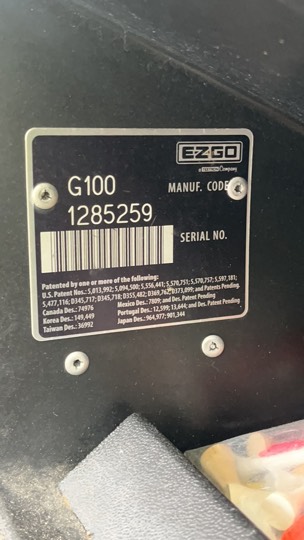 EZGO
A TEXTRON Company
G100 MANUF. CODE
1285259
SERIAL NO.
Patented by one or more of the following:
U.S. Patent Nos.: 5,013,992; 5,094,500; 5,556,441; 5,570,751; 5,570,757; 5,597,181;
5,477,116; D345,717; D345,718; D355,482; D369,762; D373,099; and Patents Pending.
Canada Des.: 74976 Mexico Des.: 7809; and Des. Patent Pending
Korea Des.: 149,449 Portugal Des.: 12,599; 13,644; and Des. Patent Pending
Taiwan Des.: 36992 Japan Des.: 964,977; 901,344